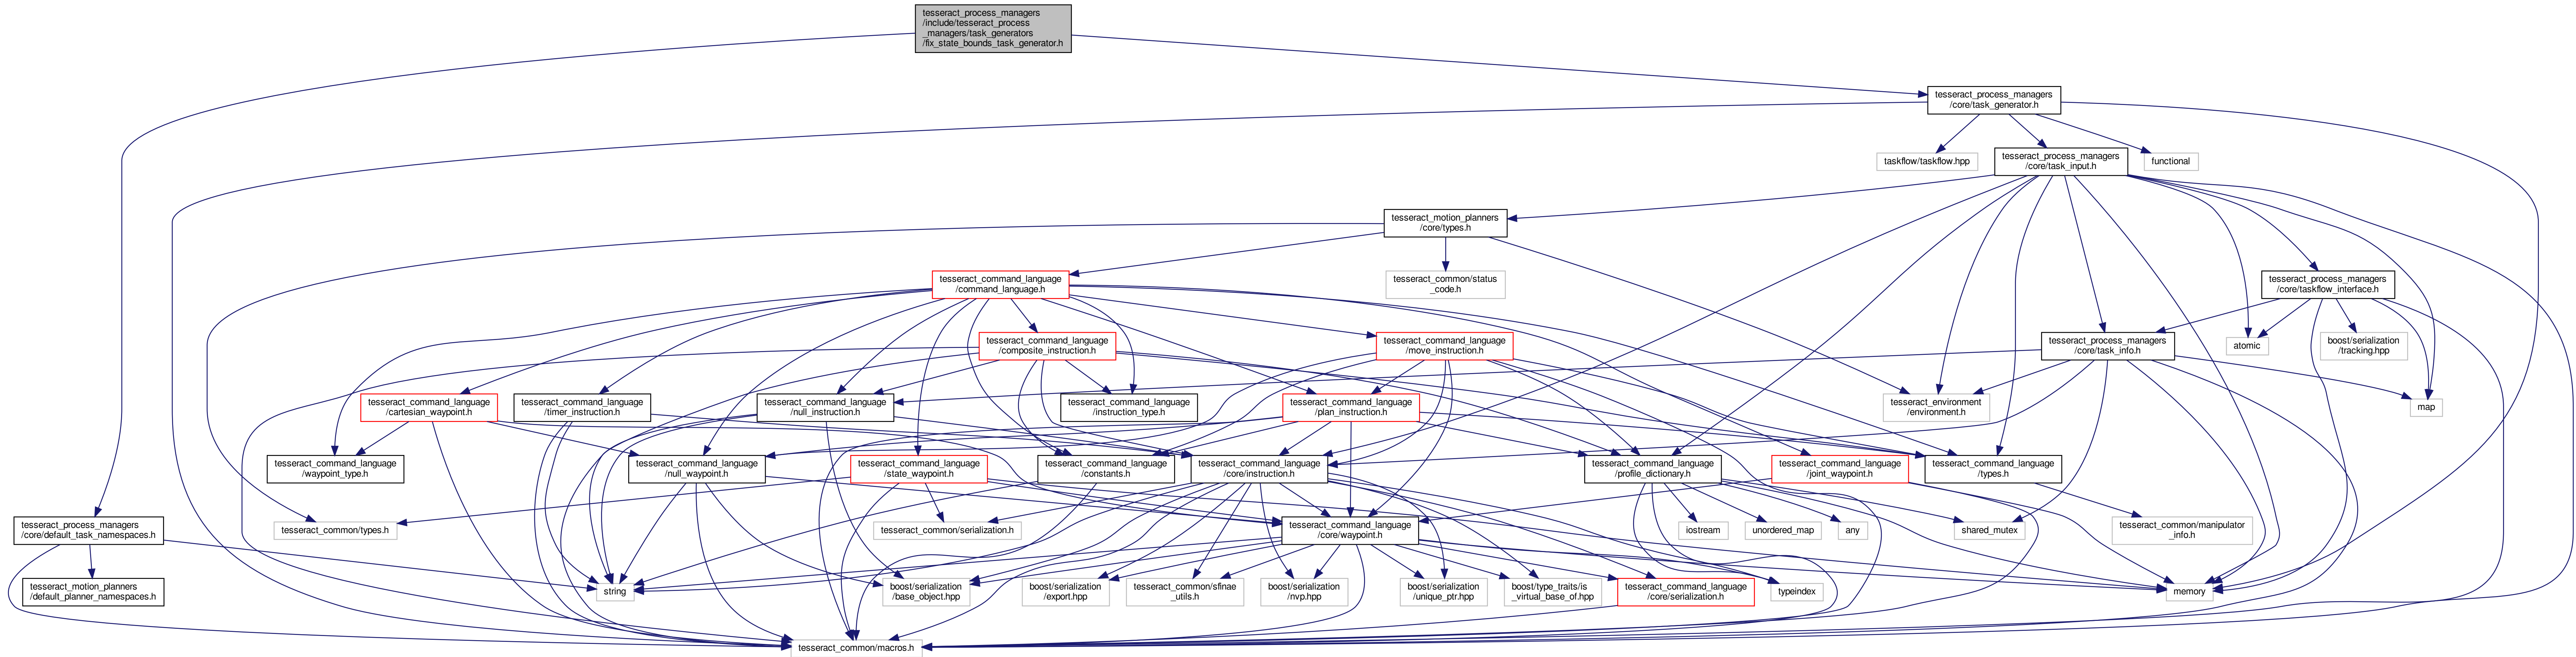 tesseract_process_managers
/include/tesseract_process
_managers/task_generators
/fix_state_bounds_task_generator.h
tesseract_process_managers
/core/task_generator.h
taskflow/taskflow.hpp
tesseract_process_managers
/core/task_input.h
functional
tesseract_motion_planners
/core/types.h
tesseract_command_language
/command_language.h
tesseract_common/status
_code.h
tesseract_process_managers
/core/taskflow_interface.h
tesseract_command_language
/composite_instruction.h
tesseract_command_language
/move_instruction.h
tesseract_process_managers
/core/task_info.h
atomic
boost/serialization
/tracking.hpp
tesseract_command_language
/cartesian_waypoint.h
tesseract_command_language
/timer_instruction.h
tesseract_command_language
/null_instruction.h
tesseract_command_language
/instruction_type.h
tesseract_command_language
/plan_instruction.h
tesseract_environment
/environment.h
map
tesseract_command_language
/waypoint_type.h
tesseract_command_language
/null_waypoint.h
tesseract_command_language
/state_waypoint.h
tesseract_command_language
/constants.h
tesseract_command_language
/core/instruction.h
tesseract_command_language
/profile_dictionary.h
tesseract_command_language
/joint_waypoint.h
tesseract_command_language
/types.h
tesseract_process_managers
/core/default_task_namespaces.h
tesseract_common/types.h
tesseract_common/serialization.h
tesseract_command_language
/core/waypoint.h
iostream
unordered_map
any
shared_mutex
tesseract_common/manipulator
_info.h
tesseract_motion_planners
/default_planner_namespaces.h
string
boost/serialization
/base_object.hpp
boost/serialization
/export.hpp
tesseract_common/sfinae
_utils.h
boost/serialization
/nvp.hpp
boost/serialization
/unique_ptr.hpp
boost/type_traits/is
_virtual_base_of.hpp
tesseract_command_language
/core/serialization.h
typeindex
memory
tesseract_common/macros.h